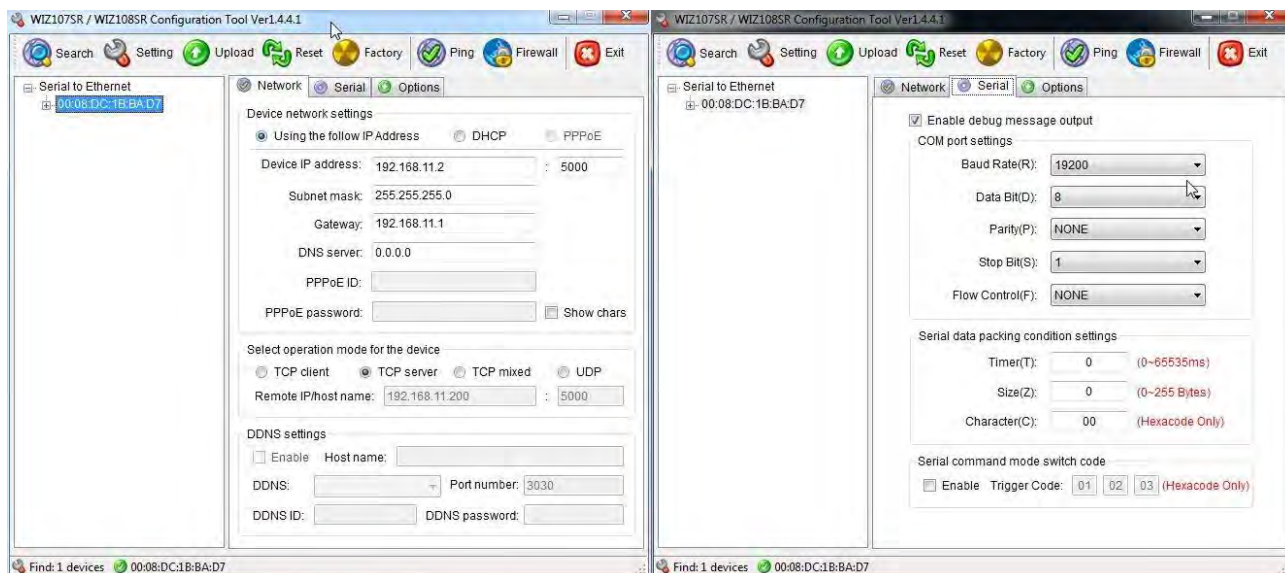 WIZ107SR / WIZ108SR Configuration Tool Ver1.4.4.1
Search Setting Upload Reset Factory Ping Firewall Exit
Serial to Ethernet
00:08:DC:1B:BA:D7
Network Serial Options
Device network settings
Using the follow IP Address DHCP PPPoE
Device IP address: 192.168.11.2 : 5000
Subnet mask: 255.255.255.0
Gateway: 192.168.11.1
DNS server: 0.0.0.0
PPPoE ID:
PPPoE password: Show chars
Select operation mode for the device
TCP client TCP server TCP mixed UDP
Remote IP/host name: 192.168.11.200 : 5000
DDNS settings
Enable Host name:
DDNS: Port number: 3030
DDNS ID: DDNS password:
Find: 1 devices 00:08:DC:1B:BA:D7
WIZ107SR / WIZ108SR Configuration Tool Ver1.4.4.1
Search Setting Upload Reset Factory Ping Firewall Exit
Serial to Ethernet
00:08:DC:1B:BA:D7
Network Serial Options
Enable debug message output
COM port settings
Baud Rate(R): 19200
Data Bit(D): 8
Parity(P): NONE
Stop Bit(S): 1
Flow Control(F): NONE
Serial data packing condition settings
Timer(T): 0 (0~65535ms)
Size(Z): 0 (0~255 Bytes)
Character(C): 00 (Hexacode Only)
Serial command mode switch code
Enable Trigger Code: 01 02 03 (Hexacode Only)
Find: 1 devices 00:08:DC:1B:BA:D7